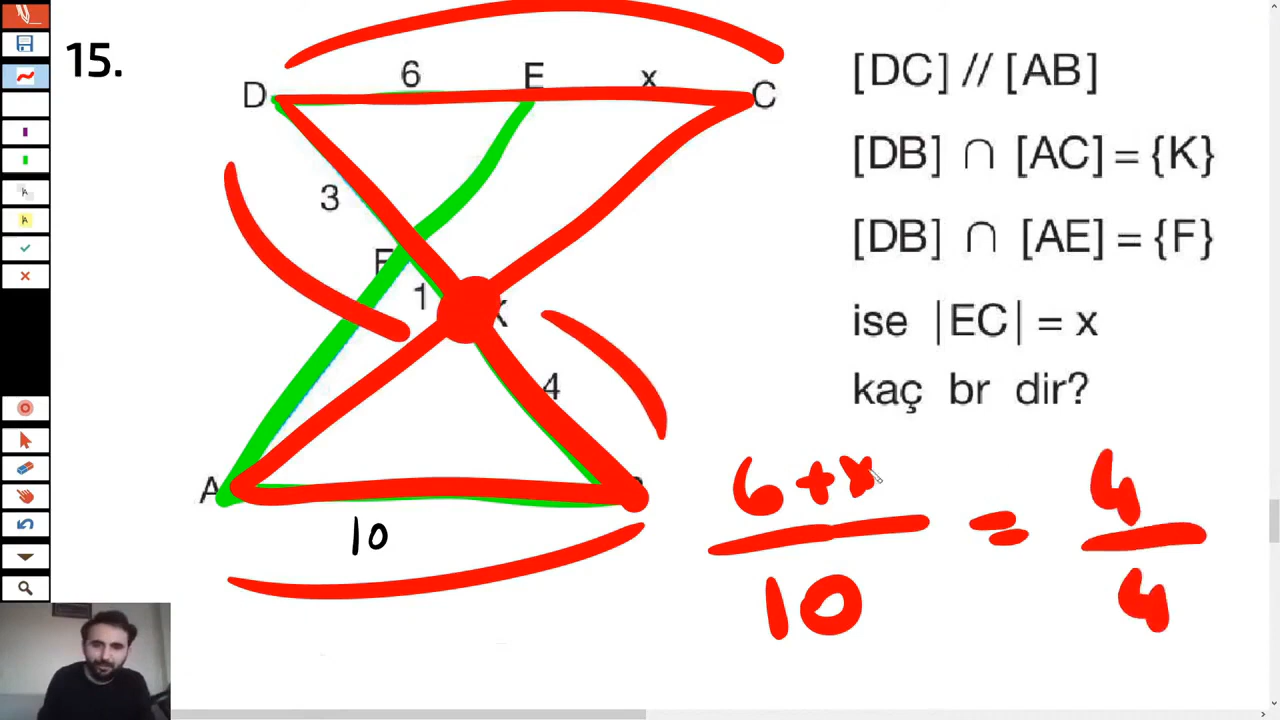 15.
D 6 E x C
3
F
1 K
4
A
10
[DC] // [AB]
[DB] ∩ [AC] = {K}
[DB] ∩ [AE] = {F}
ise |EC| = x
kaç br dir?
6+x/10 = 4/4